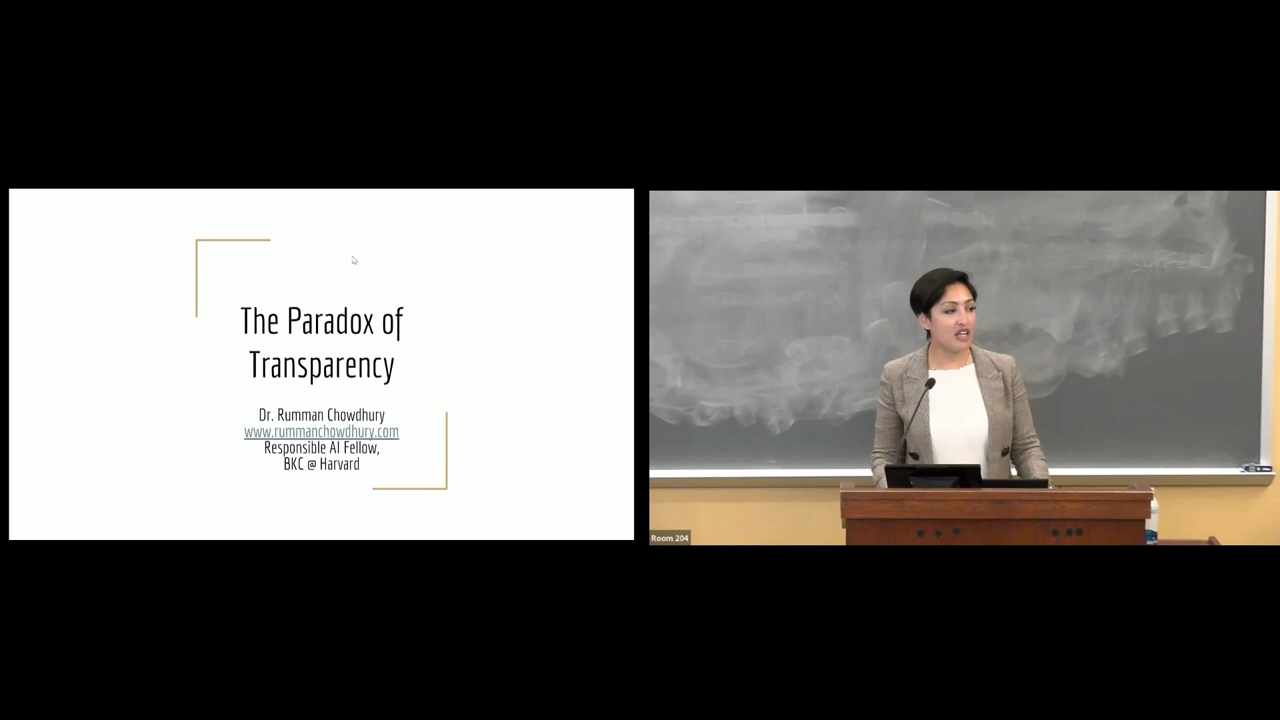 The Paradox of
Transparency
Dr. Rumman Chowdhury
www.rummanchowdhury.com
Responsible AI Fellow,
BKC @ Harvard
Room 204